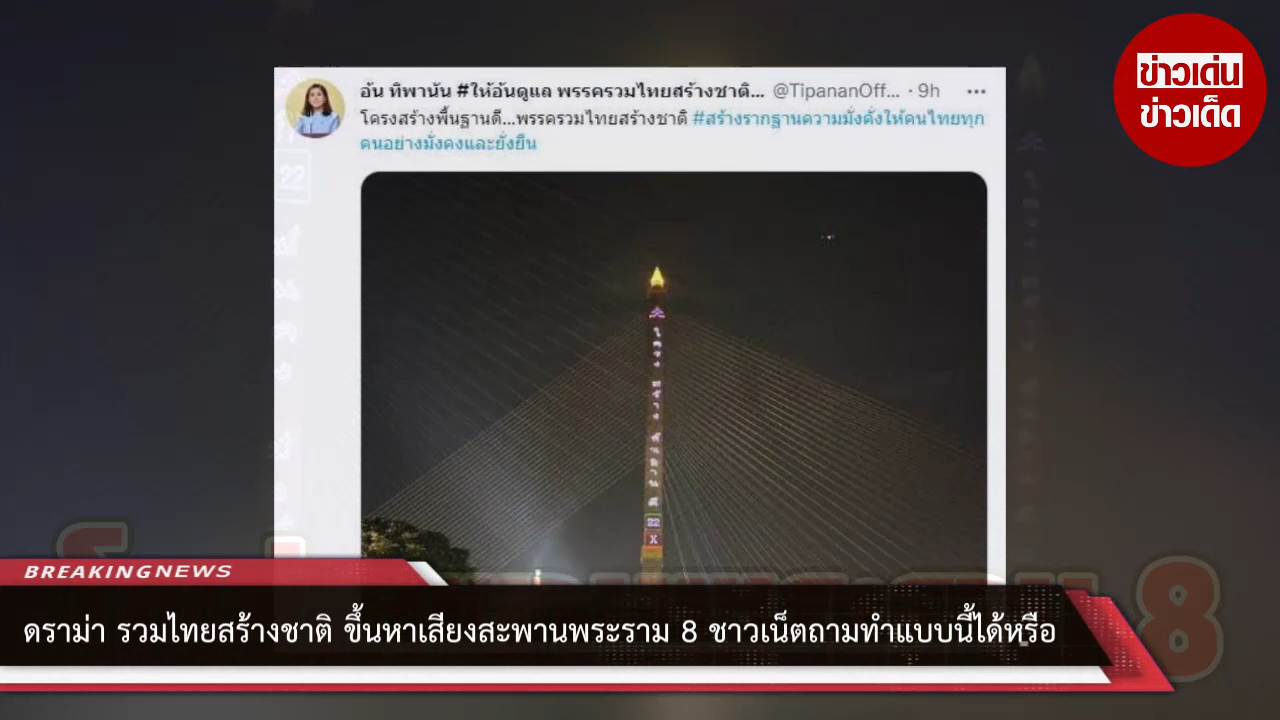 ข่าวเด่น
ข่าวเด็ด
อ้น ทิพานัน #ให้อ้นดูแล พรรครวมไทยสร้างชาติ... @TipananOff... · 9h
โครงสร้างพื้นฐานดี...พรรครวมไทยสร้างชาติ #สร้างรากฐานความมั่งคั่งให้คนไทยทุก
คนอย่างมั่งคงและยั่งยืน
22
X
BREAKING NEWS
ดราม่า รวมไทยสร้างชาติ ขึ้นหาเสียงสะพานพระราม 8 ชาวเน็ตถามทำแบบนี้ได้หรือ
8